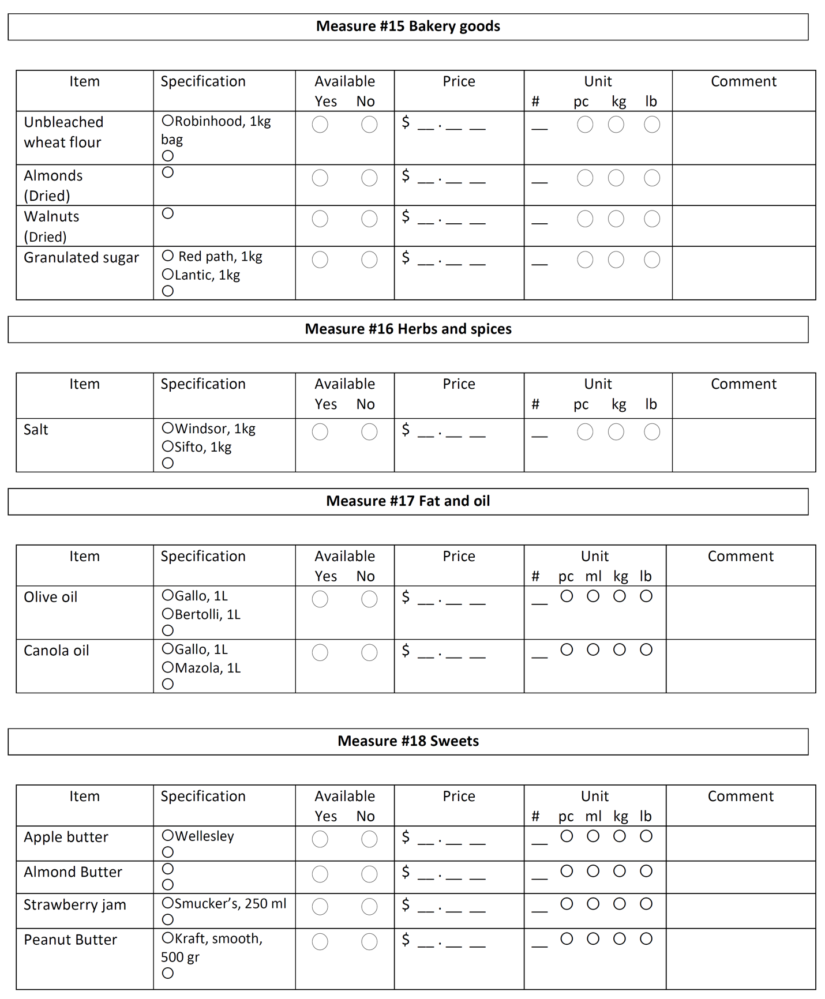 Measure #15 Bakery goods
Item Specification Available Price Unit Comment
Yes No # pc kg lb
Unbleached Robinhood, 1kg $ __ . __ __ __
wheat flour bag
Almonds $ __ . __ __ __
(Dried)
Walnuts $ __ . __ __ __
(Dried)
Granulated sugar Red path, 1kg $ __ . __ __ __
Lantic, 1kg
Measure #16 Herbs and spices
Item Specification Available Price Unit Comment
Yes No # pc kg lb
Salt Windsor, 1kg $ __ . __ __ __
Sifto, 1kg
Measure #17 Fat and oil
Item Specification Available Price Unit Comment
Yes No # pc ml kg lb
Olive oil Gallo, 1L $ __ . __ __ __
Bertolli, 1L
Canola oil Gallo, 1L $ __ . __ __ __
Mazola, 1L
Measure #18 Sweets
Item Specification Available Price Unit Comment
Yes No # pc ml kg lb
Apple butter Wellesley $ __ . __ __ __
Almond Butter $ __ . __ __ __
Strawberry jam Smucker’s, 250 ml $ __ . __ __ __
Peanut Butter Kraft, smooth, $ __ . __ __ __
500 gr